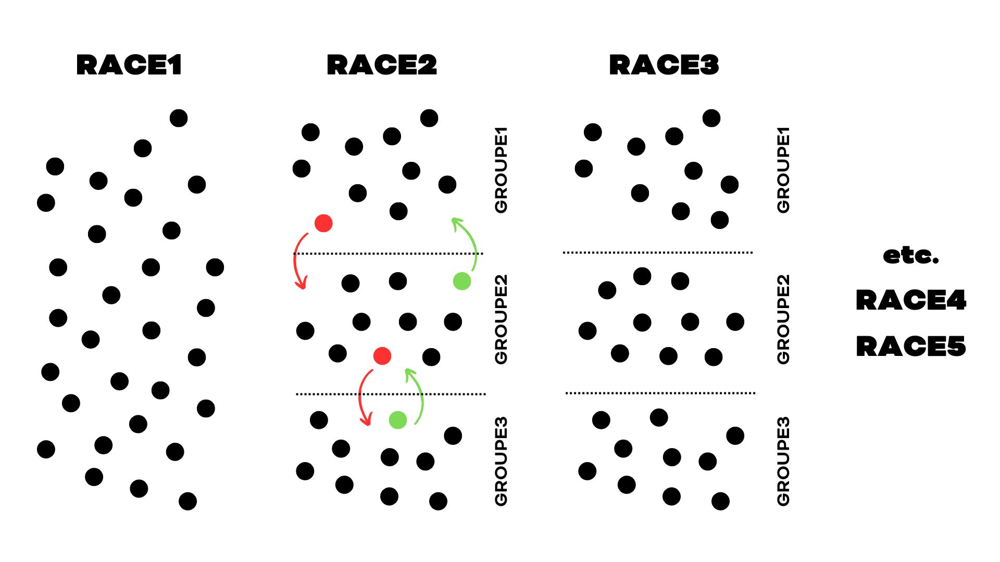 RACE1
RACE2
RACE3
GROUPE1
GROUPE2
GROUPE3
GROUPE1
GROUPE2
GROUPE3
etc.
RACE4
RACE5